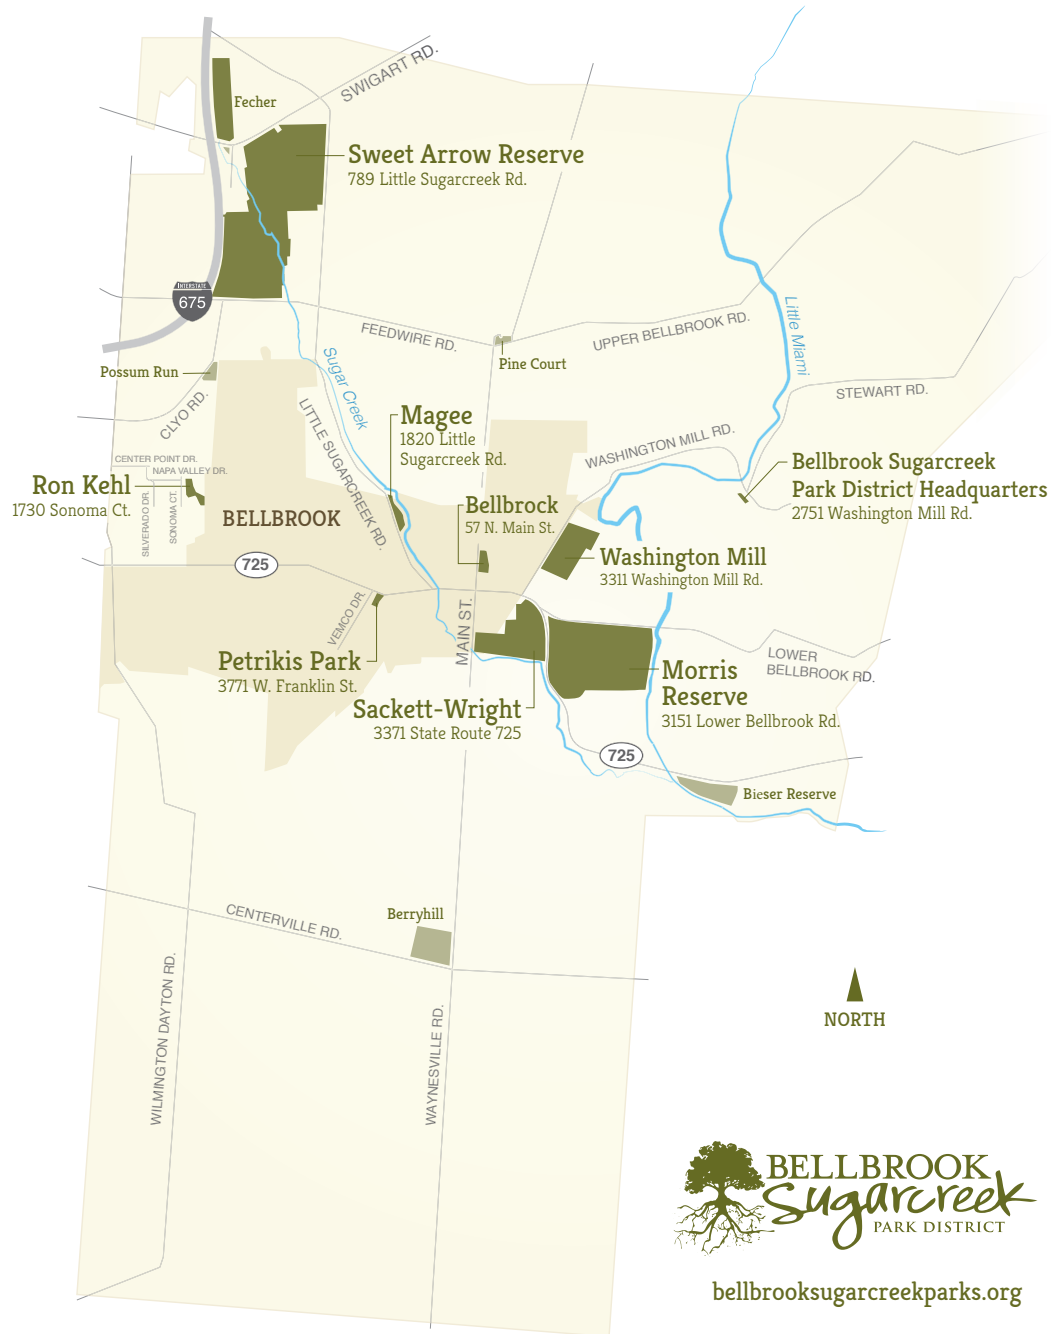 SWIGART RD.
Fecher
Sweet Arrow Reserve
789 Little Sugarcreek Rd.
INTERSTATE
675
FEEDWIRE RD.
UPPER BELLBROOK RD.
Little Miami
Pine Court
Possum Run
Sugar Creek
STEWART RD.
CLYO RD.
LITTLE SUGARCREEK RD.
Magee
1820 Little
Sugarcreek Rd.
WASHINGTON MILL RD.
CENTER POINT DR.
NAPA VALLEY DR.
Ron Kehl
1730 Sonoma Ct.
SILVERADO DR.
SONOMA CT.
Bellbrook Sugarcreek
Park District Headquarters
2751 Washington Mill Rd.
BELLBROOK
Bellbrock
57 N. Main St.
725
Washington Mill
3311 Washington Mill Rd.
VEMCO DR.
MAIN ST.
Petrikis Park
3771 W. Franklin St.
LOWER
BELLBROOK RD.
Morris
Reserve
3151 Lower Bellbrook Rd.
Sackett-Wright
3371 State Route 725
725
Bieser Reserve
Berryhill
CENTERVILLE RD.
WILMINGTON DAYTON RD.
WAYNESVILLE RD.
NORTH
BELLBROOK
Sugarcreek
PARK DISTRICT
bellbrooksugarcreekparks.org